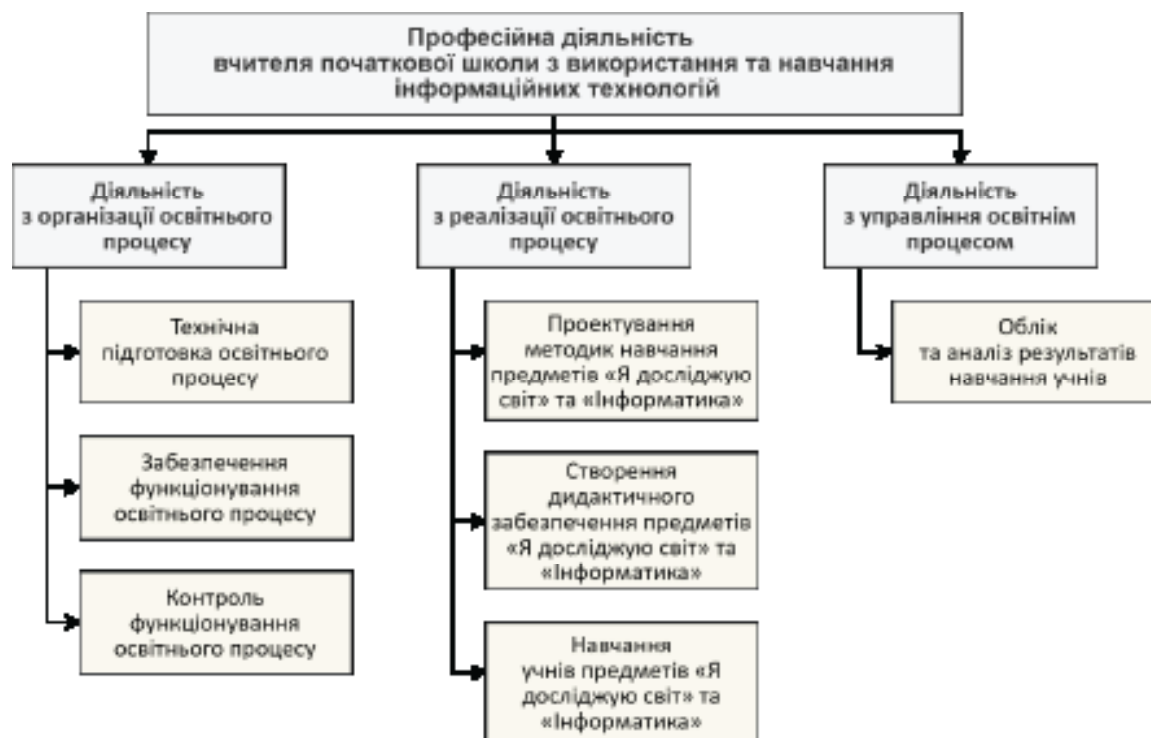 Професійна діяльність
вчителя початкової школи з використання та навчання
інформаційних технологій
Діяльність
з організації освітнього
процесу
Технічна
підготовка освітнього
процесу
Забезпечення
функціонування
освітнього процесу
Контроль
функціонування
освітнього процесу
Діяльність
з реалізації освітнього
процесу
Проектування
методик навчання
предметів «Я досліджую
світ» та «Інформатика»
Створення
дидактичного
забезпечення предметів
«Я досліджую світ» та
«Інформатика»
Навчання
учнів предметів «Я
досліджую світ» та
«Інформатика»
Діяльність
з управління освітнім
процесом
Облік
та аналіз результатів
навчання учнів